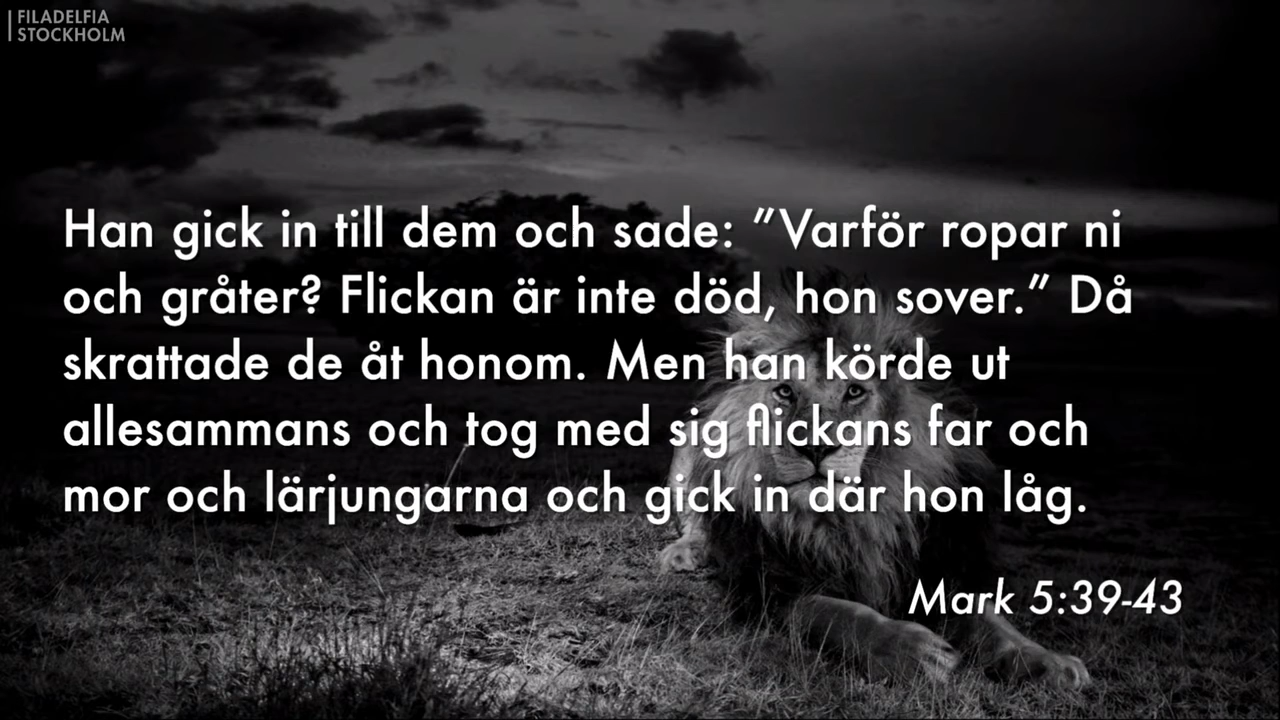 FILADELFIA
STOCKHOLM
Han gick in till dem och sade: ”Varför ropar ni
och gråter? Flickan är inte död, hon sover.” Då
skrattade de åt honom. Men han körde ut
allesammans och tog med sig flickans far och
mor och lärjungarna och gick in där hon låg.
Mark 5:39-43